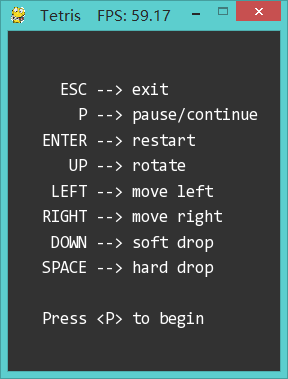 Tetris FPS: 59.17
ESC --> exit
P --> pause/continue
ENTER --> restart
UP --> rotate
LEFT --> move left
RIGHT --> move right
DOWN --> soft drop
SPACE --> hard drop
Press <P> to begin